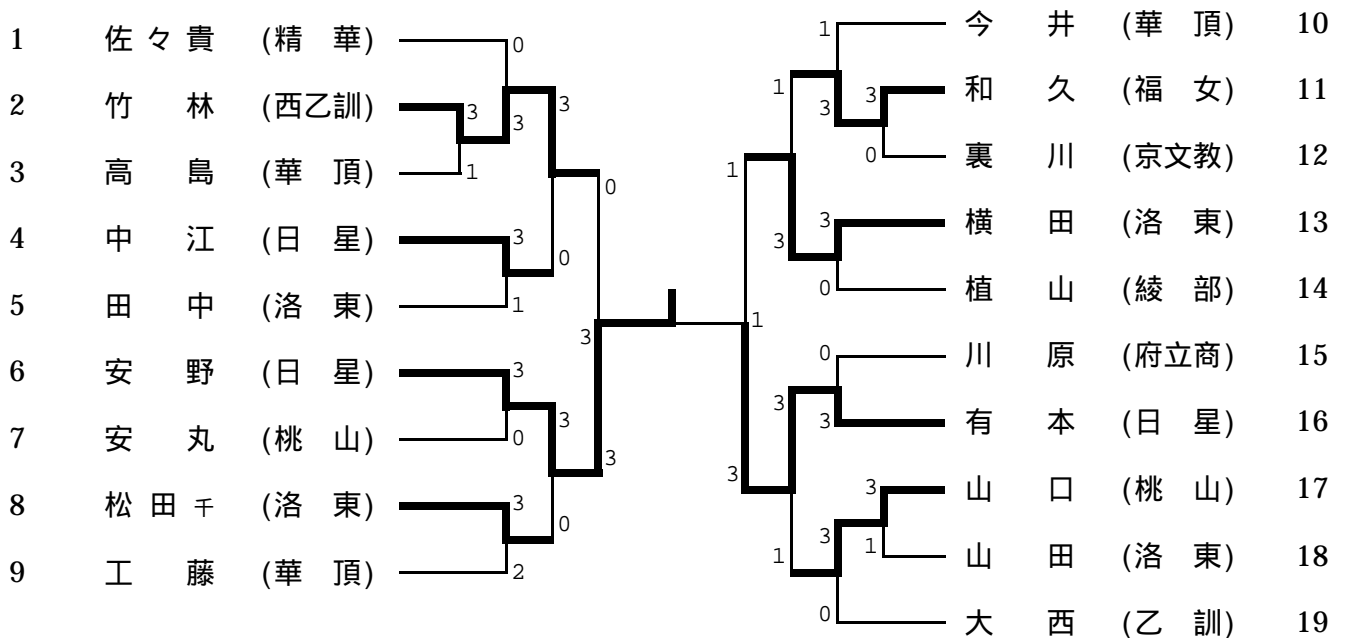 1 佐々貴 (精 華)
2 竹 林 (西乙訓)
3 高 島 (華 頂)
4 中 江 (日 星)
5 田 中 (洛 東)
6 安 野 (日 星)
7 安 丸 (桃 山)
8 松 田 千 (洛 東)
9 工 藤 (華 頂)
0
3
1
3
3
3
1
0
0
3
0
3
2
3
0
3
3
1
1
3
0
3
0
1
3
1
3
0
3
3
1
0
3
1
3
1
今 井 (華 頂) 10
和 久 (福 女) 11
裏 川 (京文教) 12
横 田 (洛 東) 13
植 山 (綾 部) 14
川 原 (府立商) 15
有 本 (日 星) 16
山 口 (桃 山) 17
山 田 (洛 東) 18
大 西 (乙 訓) 19